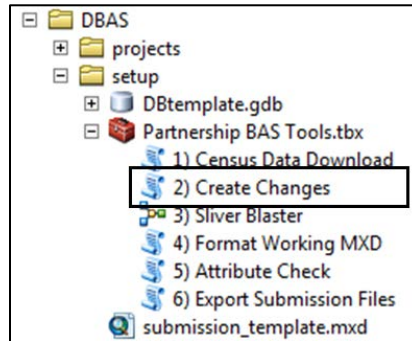 DBAS
projects
setup
DBtemplate.gdb
Partnership BAS Tools.tbx
1) Census Data Download
2) Create Changes
3) Sliver Blaster
4) Format Working MXD
5) Attribute Check
6) Export Submission Files
submission_template.mxd